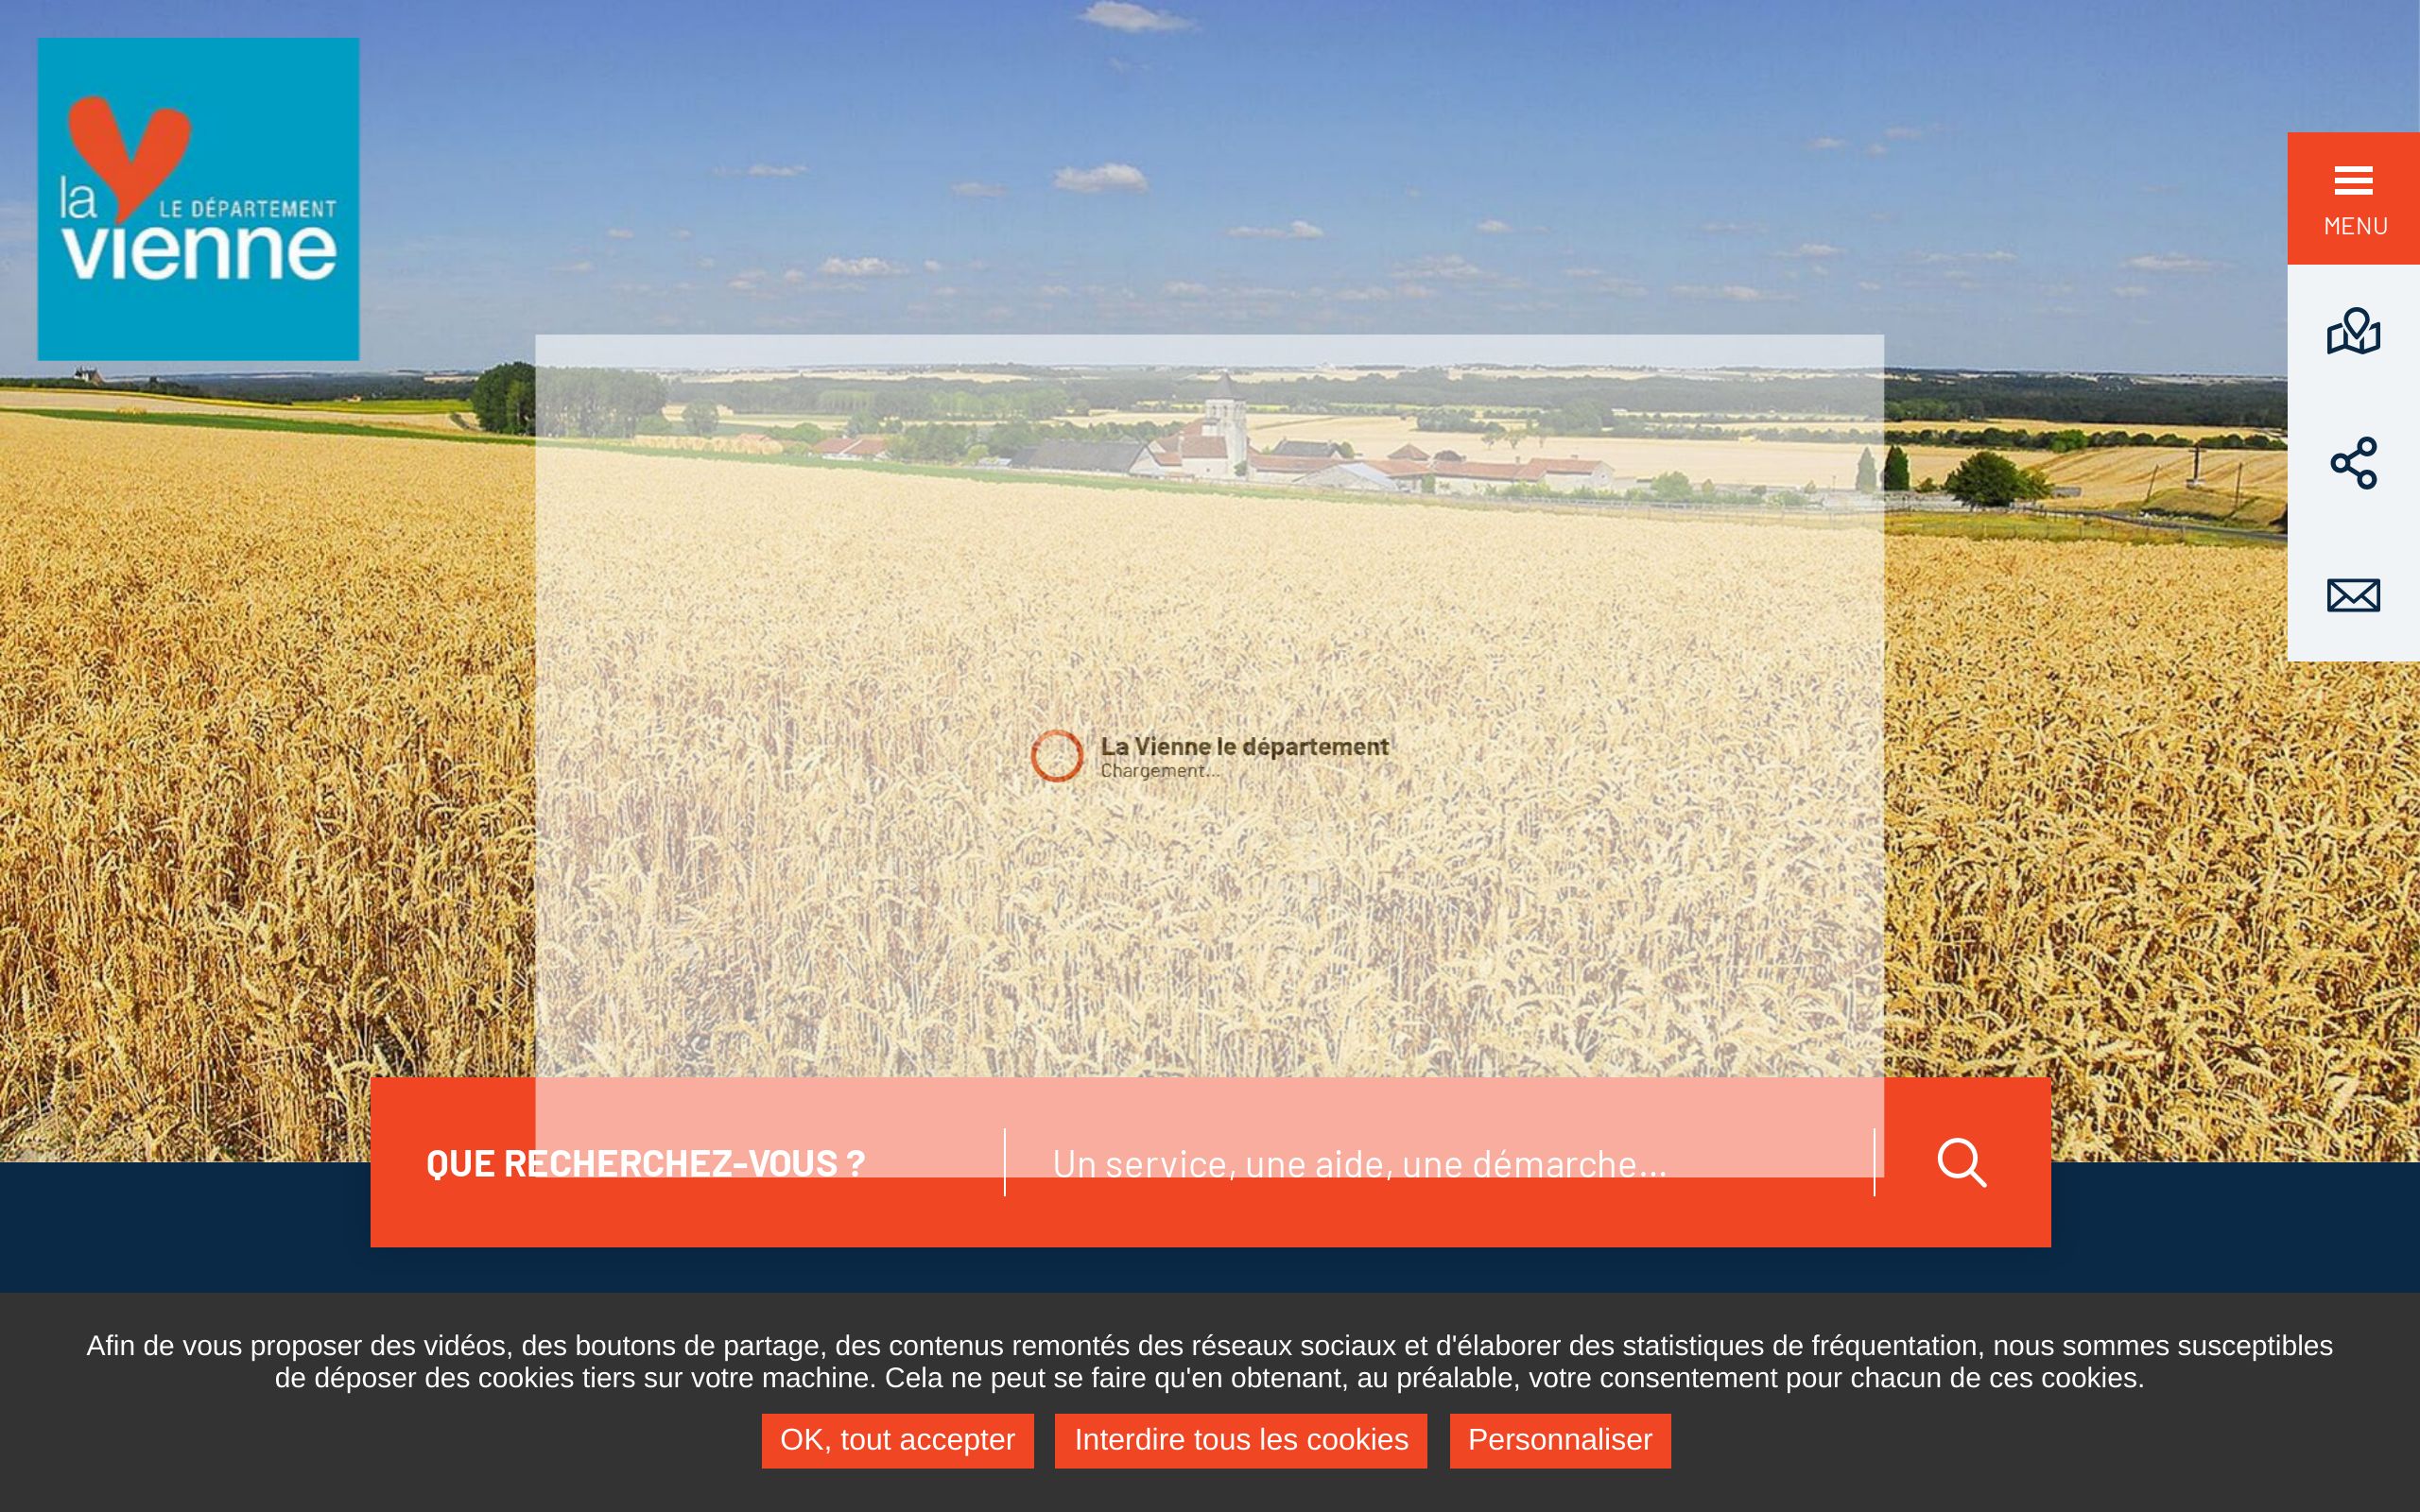 la
LE DÉPARTEMENT
vienne
MENU
La Vienne le département
Chargement...
QUE RECHERCHEZ-VOUS ?
Un service, une aide, une démarche...
Afin de vous proposer des vidéos, des boutons de partage, des contenus remontés des réseaux sociaux et d'élaborer des statistiques de fréquentation, nous sommes susceptibles
de déposer des cookies tiers sur votre machine. Cela ne peut se faire qu'en obtenant, au préalable, votre consentement pour chacun de ces cookies.
OK, tout accepter
Interdire tous les cookies
Personnaliser